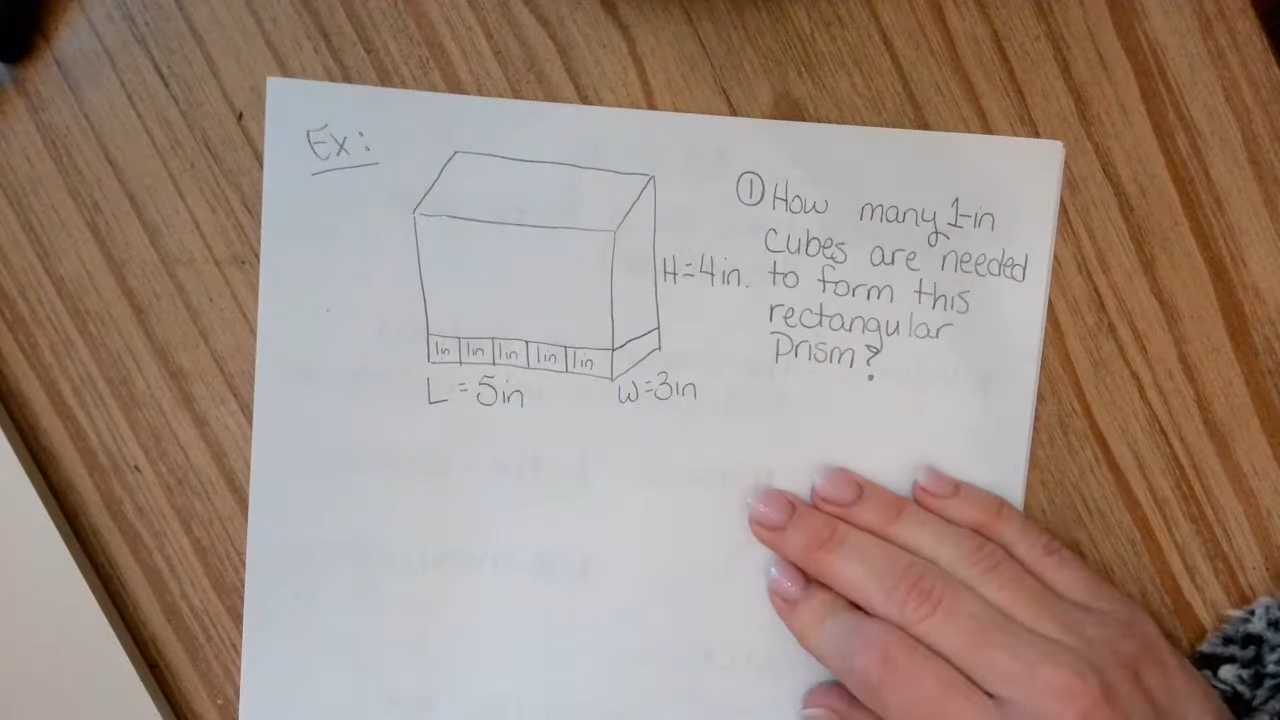 Ex:
① How many 1-in
cubes are needed
to form this
rectangular
Prism?
H=4in.
1in 1in 1in 1in 1in
L=5in
W=3in